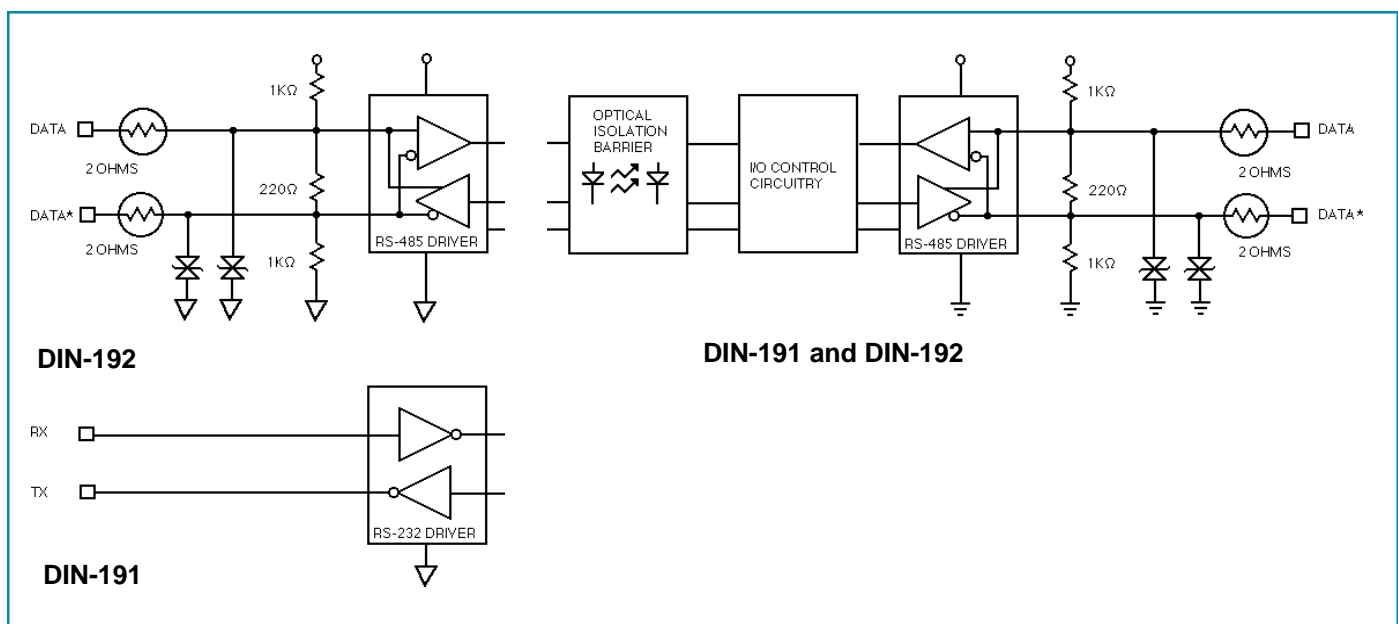 1KΩ
DATA
2 OHMS
220Ω
DATA*
2 OHMS
1KΩ
RS-485 DRIVER
OPTICAL
ISOLATION
BARRIER
I/O CONTROL
CIRCUITRY
RS-485 DRIVER
1KΩ
220Ω
1KΩ
DATA
2 OHMS
DATA*
2 OHMS
DIN-192
DIN-191 and DIN-192
RX
TX
RS-232 DRIVER
DIN-191